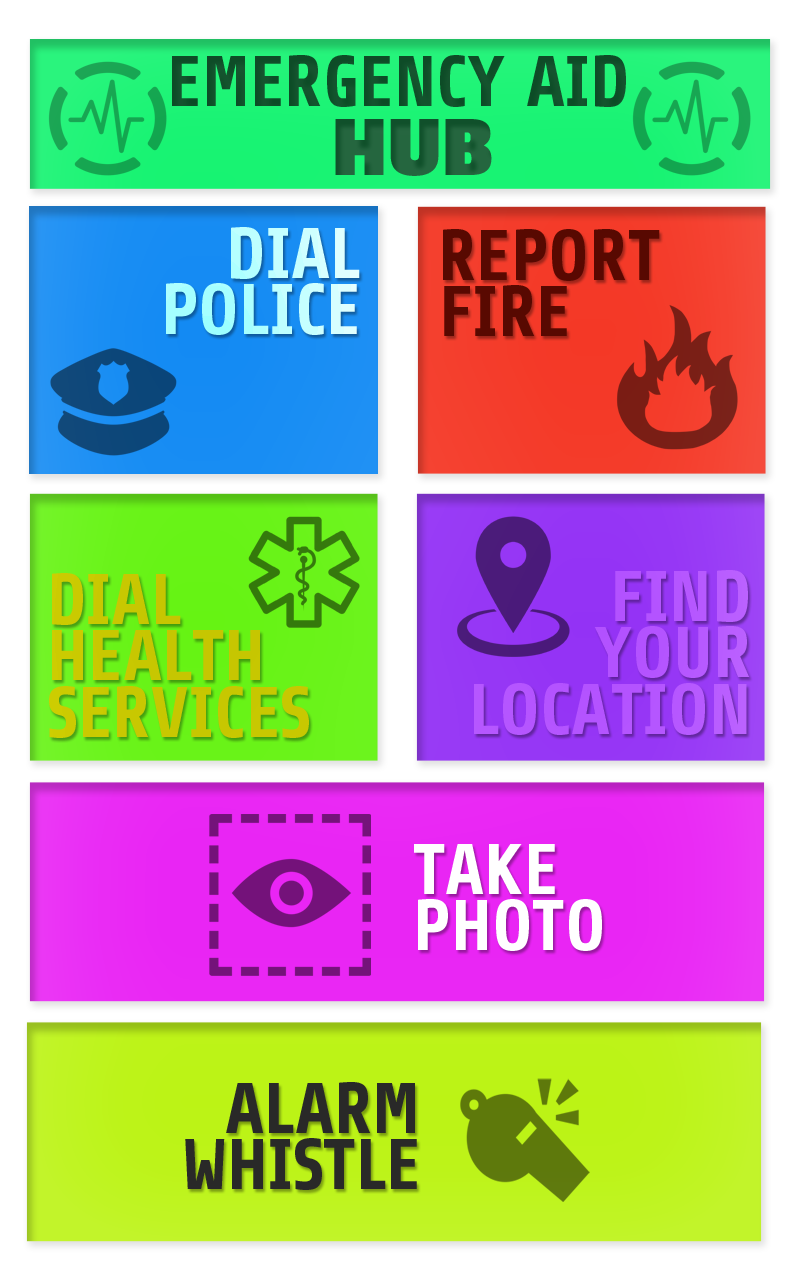 EMERGENCY AID
HUB
DIAL
POLICE
REPORT
FIRE
DIAL
HEALTH
SERVICES
FIND
YOUR
LOCATION
TAKE
PHOTO
ALARM
WHISTLE